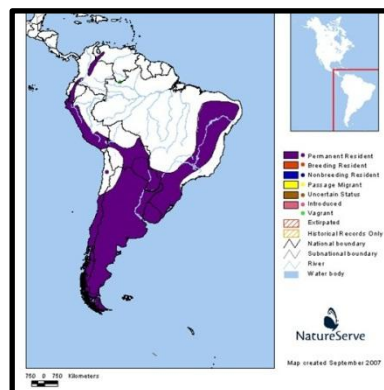 Permanent Resident
Breeding Resident
Nonbreeding Resident
Passage Migrant
Uncertain Status
Introduced
Vagrant
Extirpated
Historical Records Only
National boundary
Subnational boundary
River
Water body
NatureServe
Map created September 2007
750 0 750 Kilometers